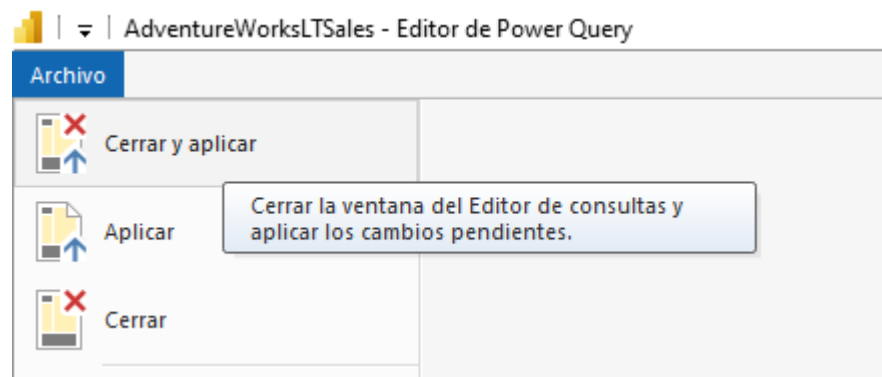 AdventureWorksLTSales - Editor de Power Query
Archivo
Cerrar y aplicar
Cerrar la ventana del Editor de consultas y
aplicar los cambios pendientes.
Aplicar
Cerrar